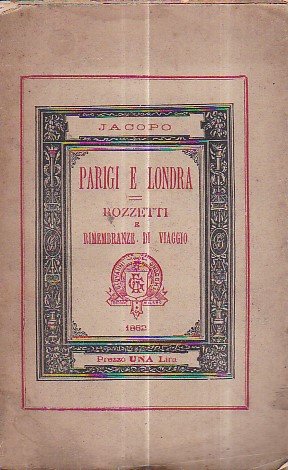 JACOPO
PARIGI E LONDRA
BOZZETTI
E
RIMEMBRANZE DI VIAGGIO
1882
Prezzo UNA Lira